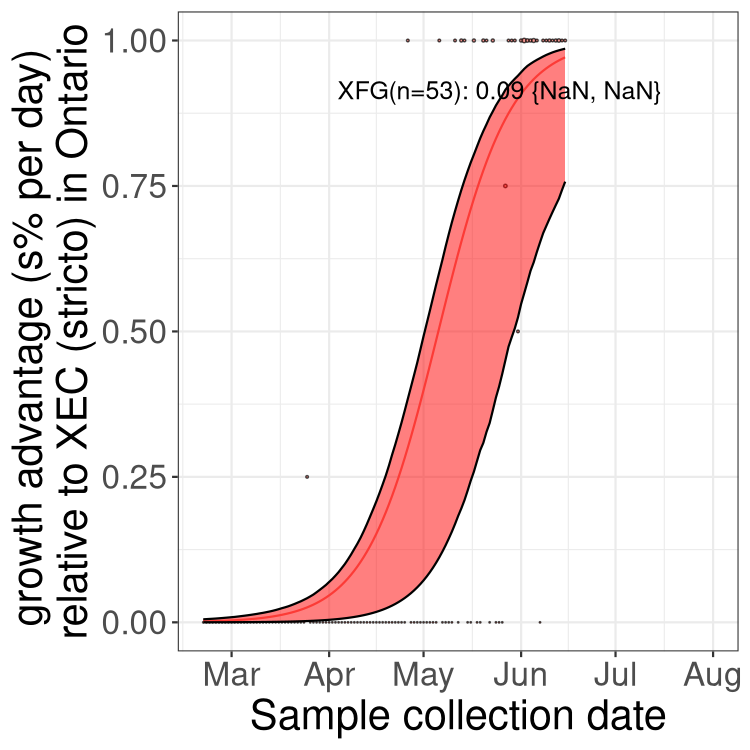 growth advantage (s% per day)
relative to XEC (stricto) in Ontario
1.00
0.75
0.50
0.25
0.00
XFG(n=53): 0.09 {NaN, NaN}
Mar Apr May Jun Jul Aug
Sample collection date